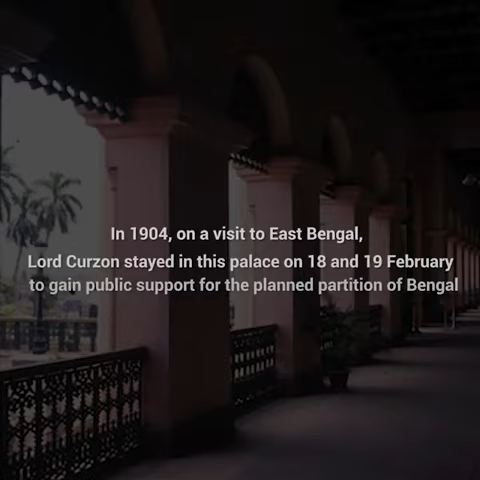 In 1904, on a visit to East Bengal,
Lord Curzon stayed in this palace on 18 and 19 February
to gain public support for the planned partition of Bengal